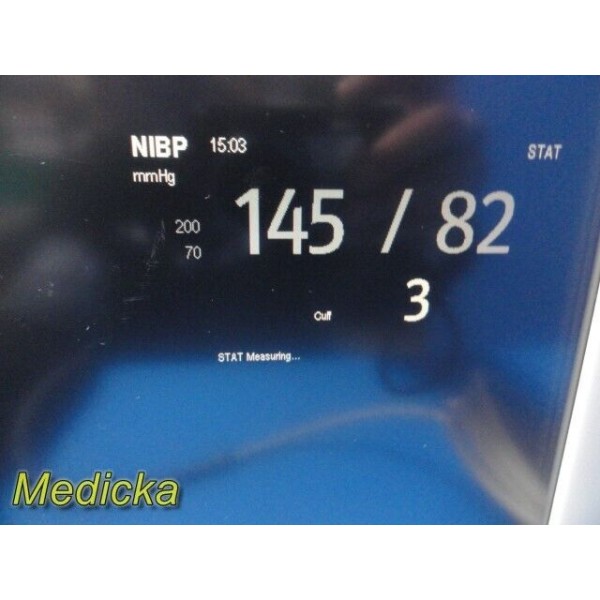 NIBP 15:03 STAT
mmHg
200 145 / 82
70
Cuff 3
STAT Measuring...
Medicka